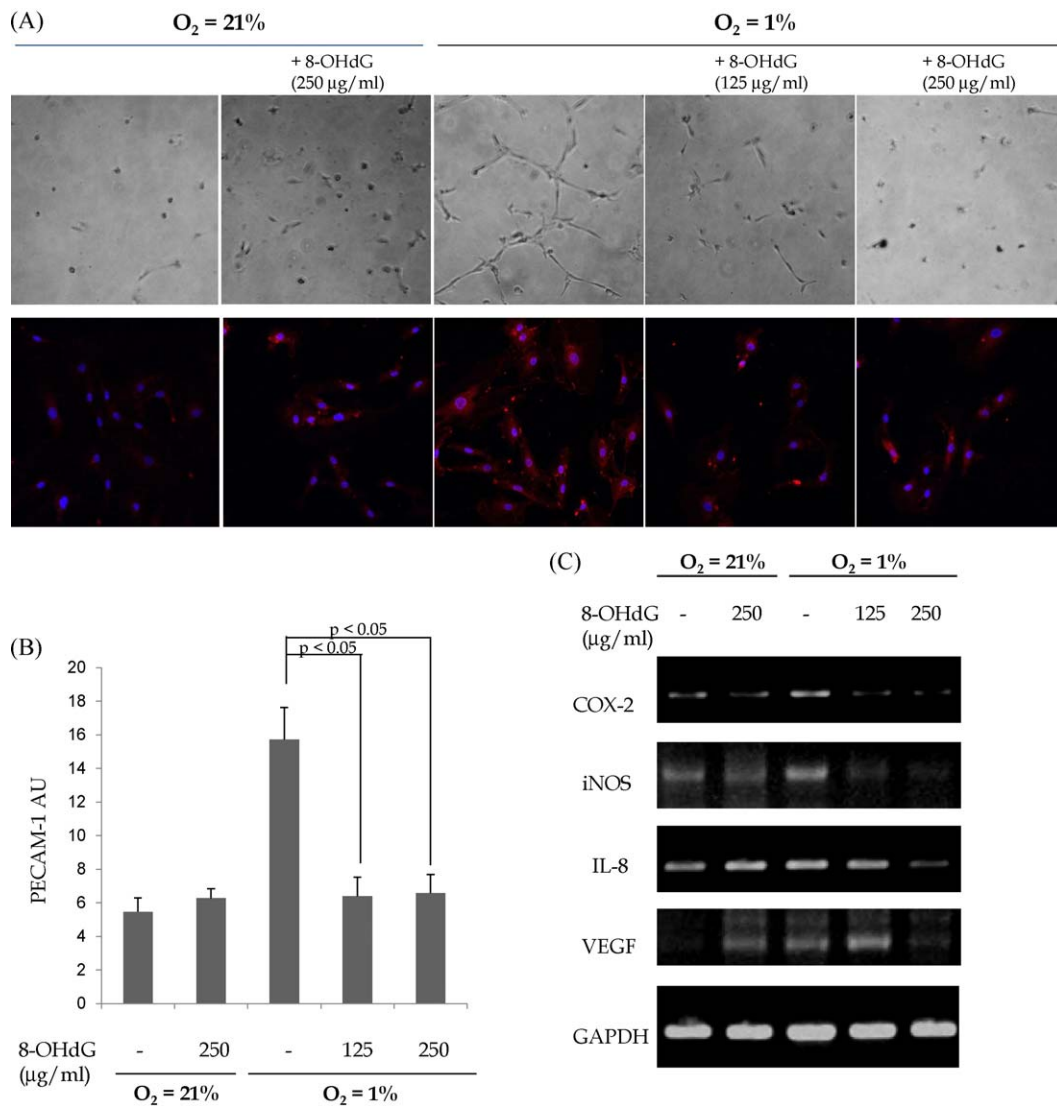 (A)
O₂ = 21% O₂ = 1%
+ 8-OHdG + 8-OHdG + 8-OHdG
(250 µg/ml) (125 µg/ml) (250 µg/ml)
(B)
p < 0.05
p < 0.05
20
18
16
14
12
10
8
6
4
2
0
PECAM-1 AU
8-OHdG - 250 - 125 250
(µg/ml)
O₂ = 21% O₂ = 1%
(C)
O₂ = 21% O₂ = 1%
8-OHdG - 250 - 125 250
(µg/ml)
COX-2
iNOS
IL-8
VEGF
GAPDH